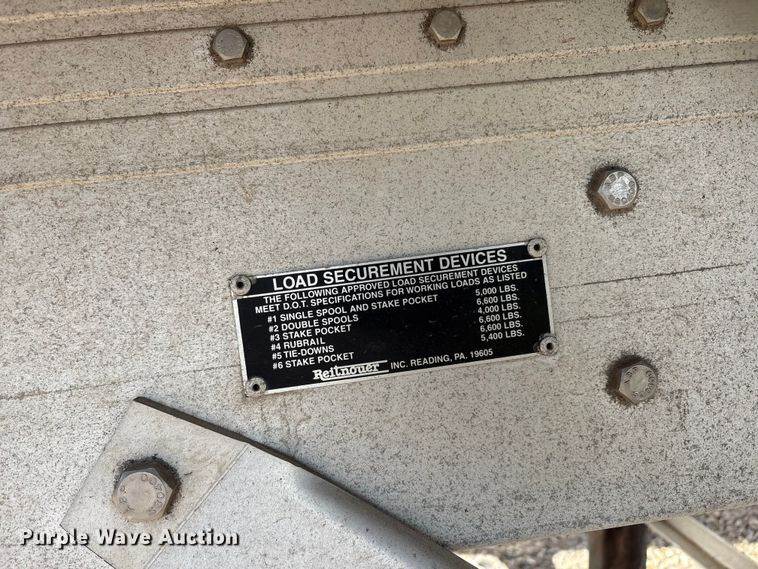 LOAD SECUREMENT DEVICES
THE FOLLOWING APPROVED LOAD SECUREMENT DEVICES
MEET D.O.T. SPECIFICATIONS FOR WORKING LOADS AS LISTED
#1 SINGLE SPOOL AND STAKE POCKET 5,000 LBS.
#2 DOUBLE SPOOLS 6,600 LBS.
#3 STAKE POCKET 4,000 LBS.
#4 RUBRAIL 6,600 LBS.
#5 TIE-DOWNS 6,600 LBS.
#6 STAKE POCKET 5,400 LBS.
Reitnouer INC. READING, PA. 19605
Purple Wave Auction